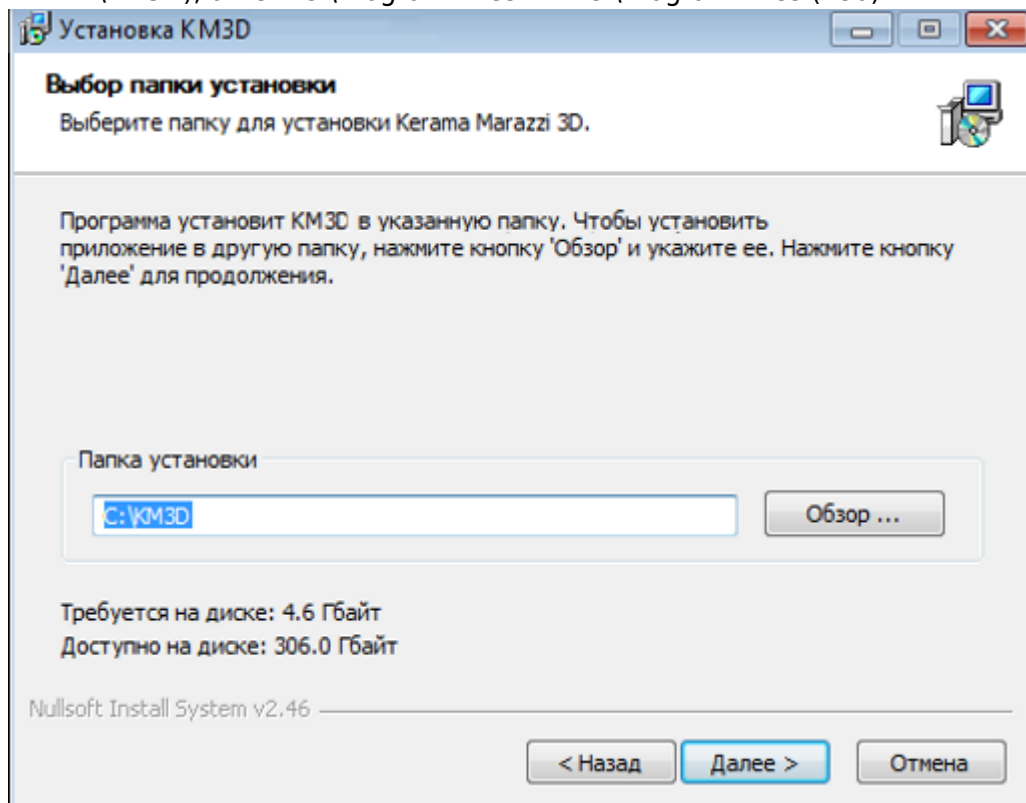 Установка KM3D
Выбор папки установки
Выберите папку для установки Kerama Marazzi 3D.
Программа установит KM3D в указанную папку. Чтобы установить
приложение в другую папку, нажмите кнопку 'Обзор' и укажите ее. Нажмите кнопку
'Далее' для продолжения.
Папка установки
C:\KM3D
Обзор ...
Требуется на диске: 4.6 Гбайт
Доступно на диске: 306.0 Гбайт
Nullsoft Install System v2.46
< Назад
Далее >
Отмена